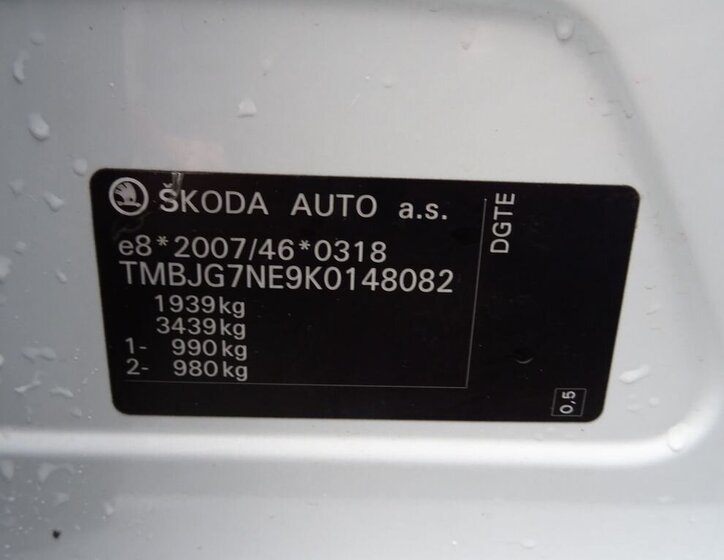 ŠKODA AUTO a.s.
e8*2007/46*0318
TMBJG7NE9K0148082
1939kg
3439kg
1- 990kg
2- 980kg
DGTE
0,5